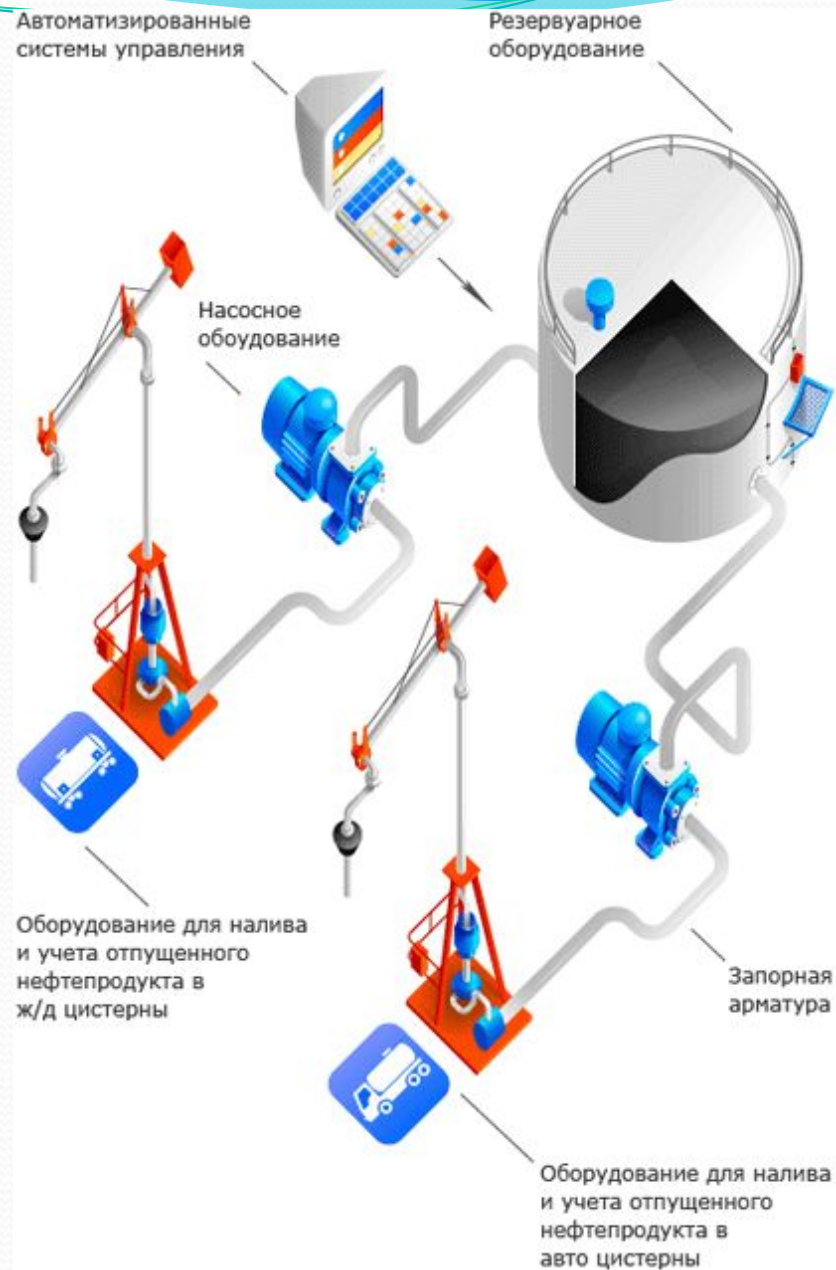 Автоматизированные
системы управления
Резервуарное
оборудование
Насосное
обоудование
Оборудование для налива
и учета отпущенного
нефтепродукта в
ж/д цистерны
Запорная
арматура
Оборудование для налива
и учета отпущенного
нефтепродукта в
авто цистерны